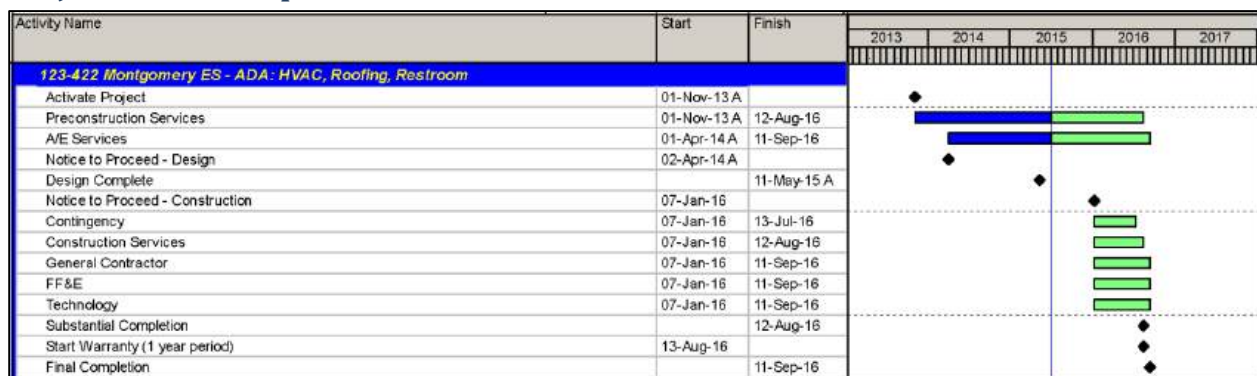 Activity Name Start Finish
2013 2014 2015 2016 2017
123-422 Montgomery ES - ADA: HVAC, Roofing, Restroom
Activate Project 01-Nov-13 A
Preconstruction Services 01-Nov-13 A 12-Aug-16
A/E Services 01-Apr-14 A 11-Sep-16
Notice to Proceed - Design 02-Apr-14 A
Design Complete 11-May-15 A
Notice to Proceed - Construction 07-Jan-16
Contingency 07-Jan-16 13-Jul-16
Construction Services 07-Jan-16 12-Aug-16
General Contractor 07-Jan-16 11-Sep-16
FF&E 07-Jan-16 11-Sep-16
Technology 07-Jan-16 11-Sep-16
Substantial Completion 12-Aug-16
Start Warranty (1 year period) 13-Aug-16
Final Completion 11-Sep-16